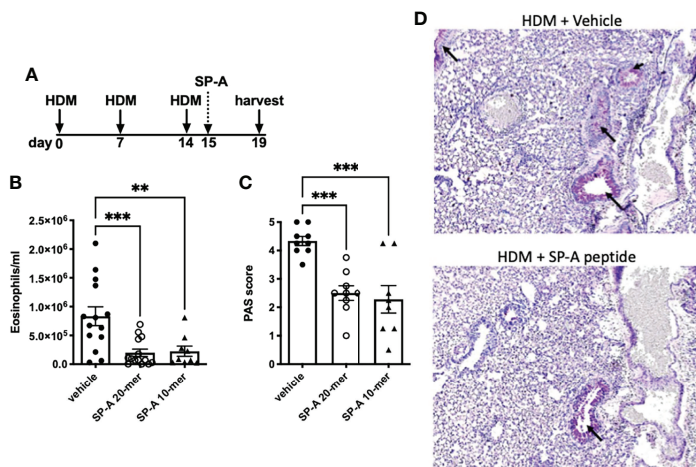 A
SP-A
HDM HDM HDM harvest
day 0 7 14 15 19
B
**
***
2.5×10⁶
2.0×10⁶
1.5×10⁶
1.0×10⁶
5.0×10⁵
0.0
Eosinophils/ml
vehicle
SP-A 20-mer
SP-A 10-mer
C
***
***
5
4
3
2
1
0
PAS score
vehicle
SP-A 20-mer
SP-A 10-mer
D
HDM + Vehicle
HDM + SP-A peptide